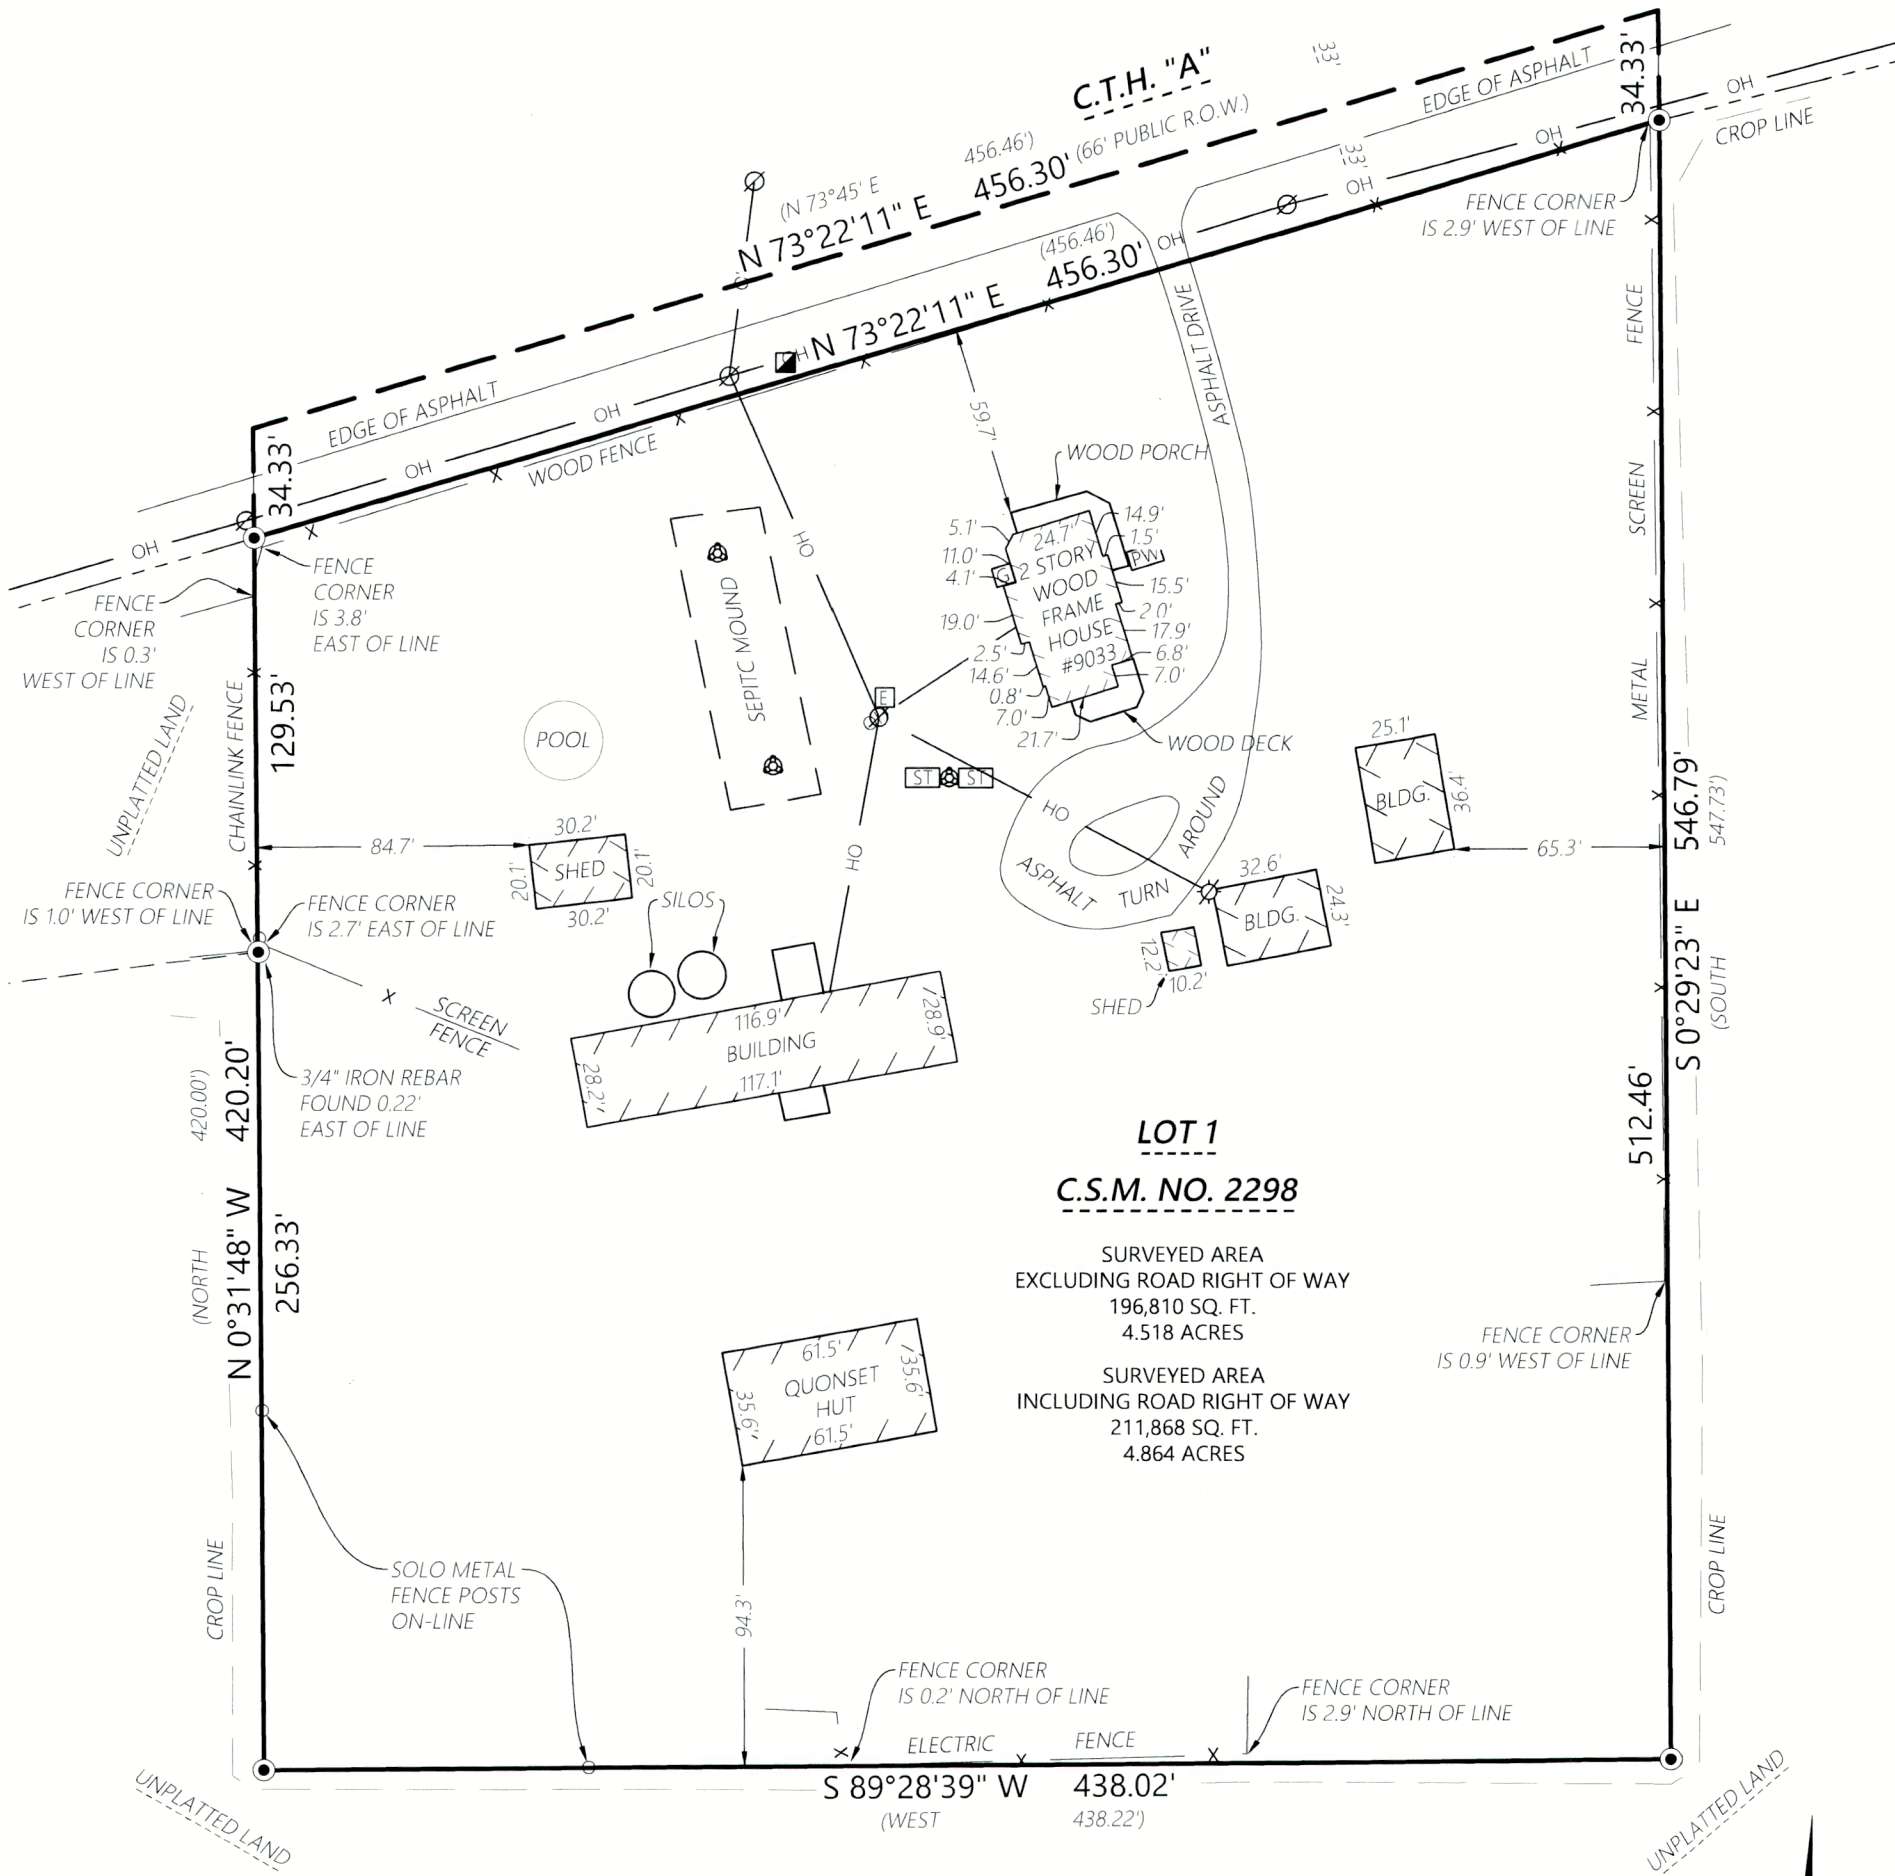 C.T.H. "A"
(66' PUBLIC R.O.W.)
33'
33'
EDGE OF ASPHALT
34.33'
OH
CROP LINE
OH
OH
OH
FENCE CORNER
IS 2.9' WEST OF LINE
(N 73°45' E 456.46')
N 73°22'11" E 456.30'
(456.46')
N 73°22'11" E 456.30'
OH
EDGE OF ASPHALT
OH
OH
OH
WOOD FENCE
34.33'
ASPHALT DRIVE
59.7'
WOOD PORCH
5.1'
11.0'
4.1'
19.0'
2.5'
14.6'
0.8'
7.0'
21.7'
24.7'
14.9'
1.5'
PW
15.5'
2.0'
17.9'
6.8'
7.0'
G
2 STORY
WOOD
FRAME
HOUSE
#9033
WOOD DECK
FENCE
CORNER
IS 3.8'
EAST OF LINE
FENCE
CORNER
IS 0.3'
WEST OF LINE
UNPLATTED LAND
CHAINLINK FENCE
129.53'
SEPITC MOUND
POOL
OH
E
ST
ST
OH
OH
ASPHALT TURN AROUND
METAL SCREEN FENCE
25.1'
36.4'
BLDG.
65.3'
S 0°29'23" E 546.79'
(SOUTH 547.73')
84.7'
30.2'
20.1'
SHED
20.1'
30.2'
SILOS
32.6'
BLDG.
24.3'
12.2'
10.2'
SHED
FENCE CORNER
IS 1.0' WEST OF LINE
FENCE CORNER
IS 2.7' EAST OF LINE
SCREEN
FENCE
116.9'
BUILDING
117.1'
28.2'
28.9'
3/4" IRON REBAR
FOUND 0.22'
EAST OF LINE
(NORTH 420.00')
N 0°31'48" W 420.20'
256.33'
512.46'
LOT 1
C.S.M. NO. 2298
SURVEYED AREA
EXCLUDING ROAD RIGHT OF WAY
196,810 SQ. FT.
4.518 ACRES
SURVEYED AREA
INCLUDING ROAD RIGHT OF WAY
211,868 SQ. FT.
4.864 ACRES
FENCE CORNER
IS 0.9' WEST OF LINE
61.5'
QUONSET
HUT
61.5'
35.6'
35.6'
94.3'
CROP LINE
SOLO METAL
FENCE POSTS
ON-LINE
CROP LINE
FENCE CORNER
IS 0.2' NORTH OF LINE
FENCE CORNER
IS 2.9' NORTH OF LINE
ELECTRIC FENCE
S 89°28'39" W 438.02'
(WEST 438.22')
UNPLATTED LAND
UNPLATTED LAND